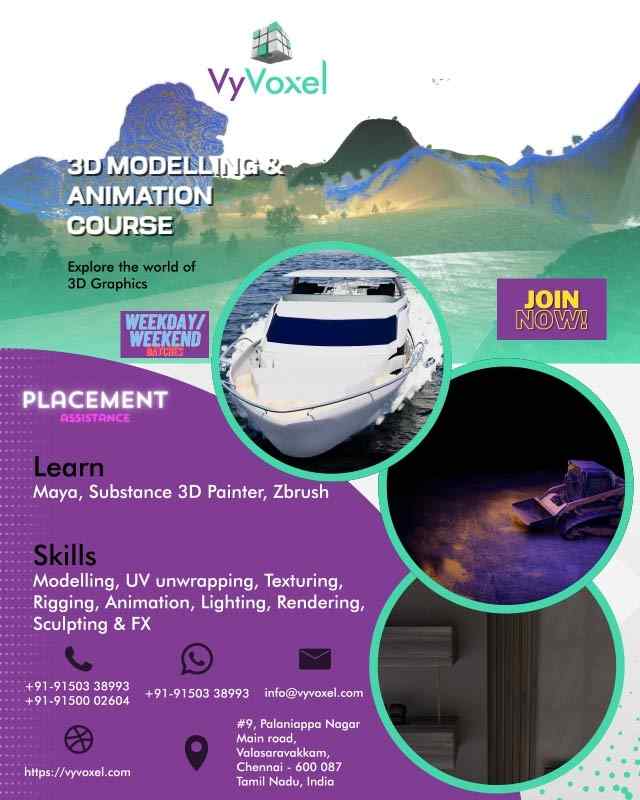 VyVoxel
3D MODELLING &
ANIMATION
COURSE
Explore the world of
3D Graphics
WEEKDAY/
WEEKEND
BATCHES
JOIN
NOW!
PLACEMENT
ASSISTANCE
Learn
Maya, Substance 3D Painter, Zbrush
Skills
Modelling, UV unwrapping, Texturing,
Rigging, Animation, Lighting, Rendering,
Sculpting & FX
+91-91503 38993
+91-91500 02604
+91-91503 38993
info@vyvoxel.com
https://vyvoxel.com
#9, Palaniappa Nagar
Main road,
Valasaravakkam,
Chennai - 600 087
Tamil Nadu, India